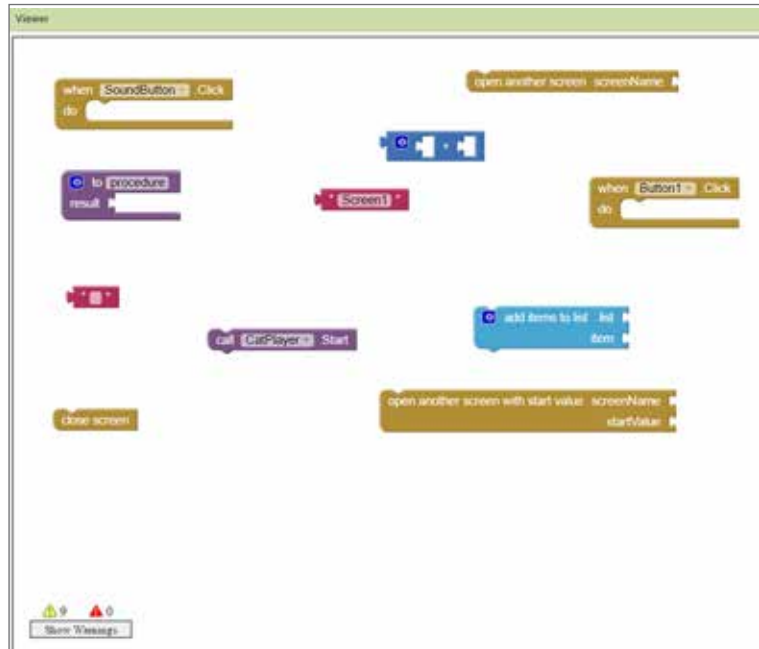 Viewer
when SoundButton .Click
do
open another screen screenName
+
to procedure
result
" Screen1 "
when Button1 .Click
do
" "
add items to list list
item
call CatPlayer .Start
open another screen with start value screenName
startValue
close screen
9 0
Show Warnings